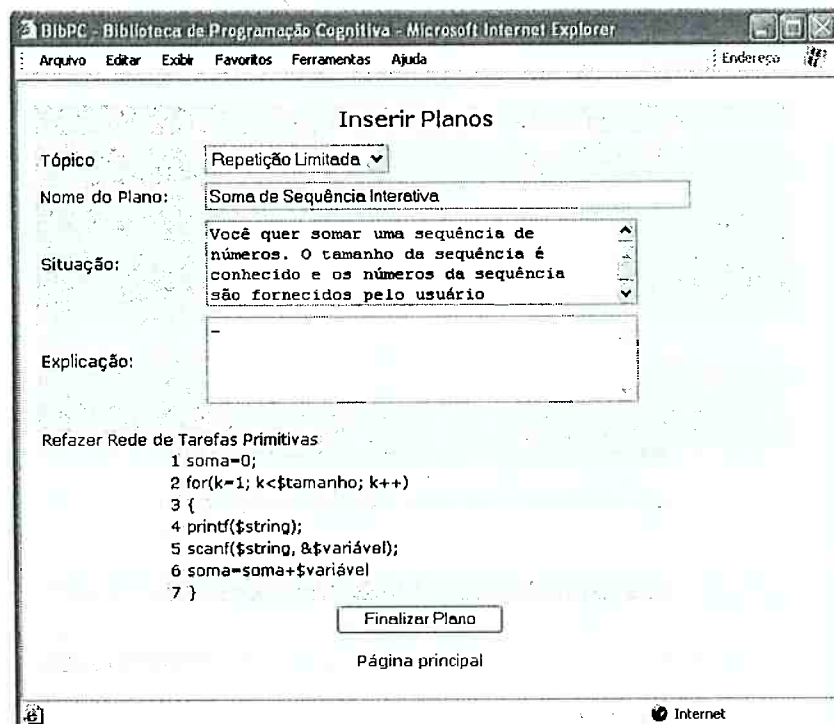 BibPC - Biblioteca de Programação Cognitiva - Microsoft Internet Explorer
Arquivo Editar Exibir Favoritos Ferramentas Ajuda Endereço
Inserir Planos
Tópico Repetição Limitada
Nome do Plano: Soma de Sequência Interativa
Situação:
Você quer somar uma sequência de
números. O tamanho da sequência é
conhecido e os números da sequência
são fornecidos pelo usuário
Explicação:
Refazer Rede de Tarefas Primitivas
1 soma=0;
2 for(k=1; k<$tamanho; k++)
3 {
4 printf($string);
5 scanf($string, &$variável);
6 soma=soma+$variável
7 }
Finalizar Plano
Página principal
Internet